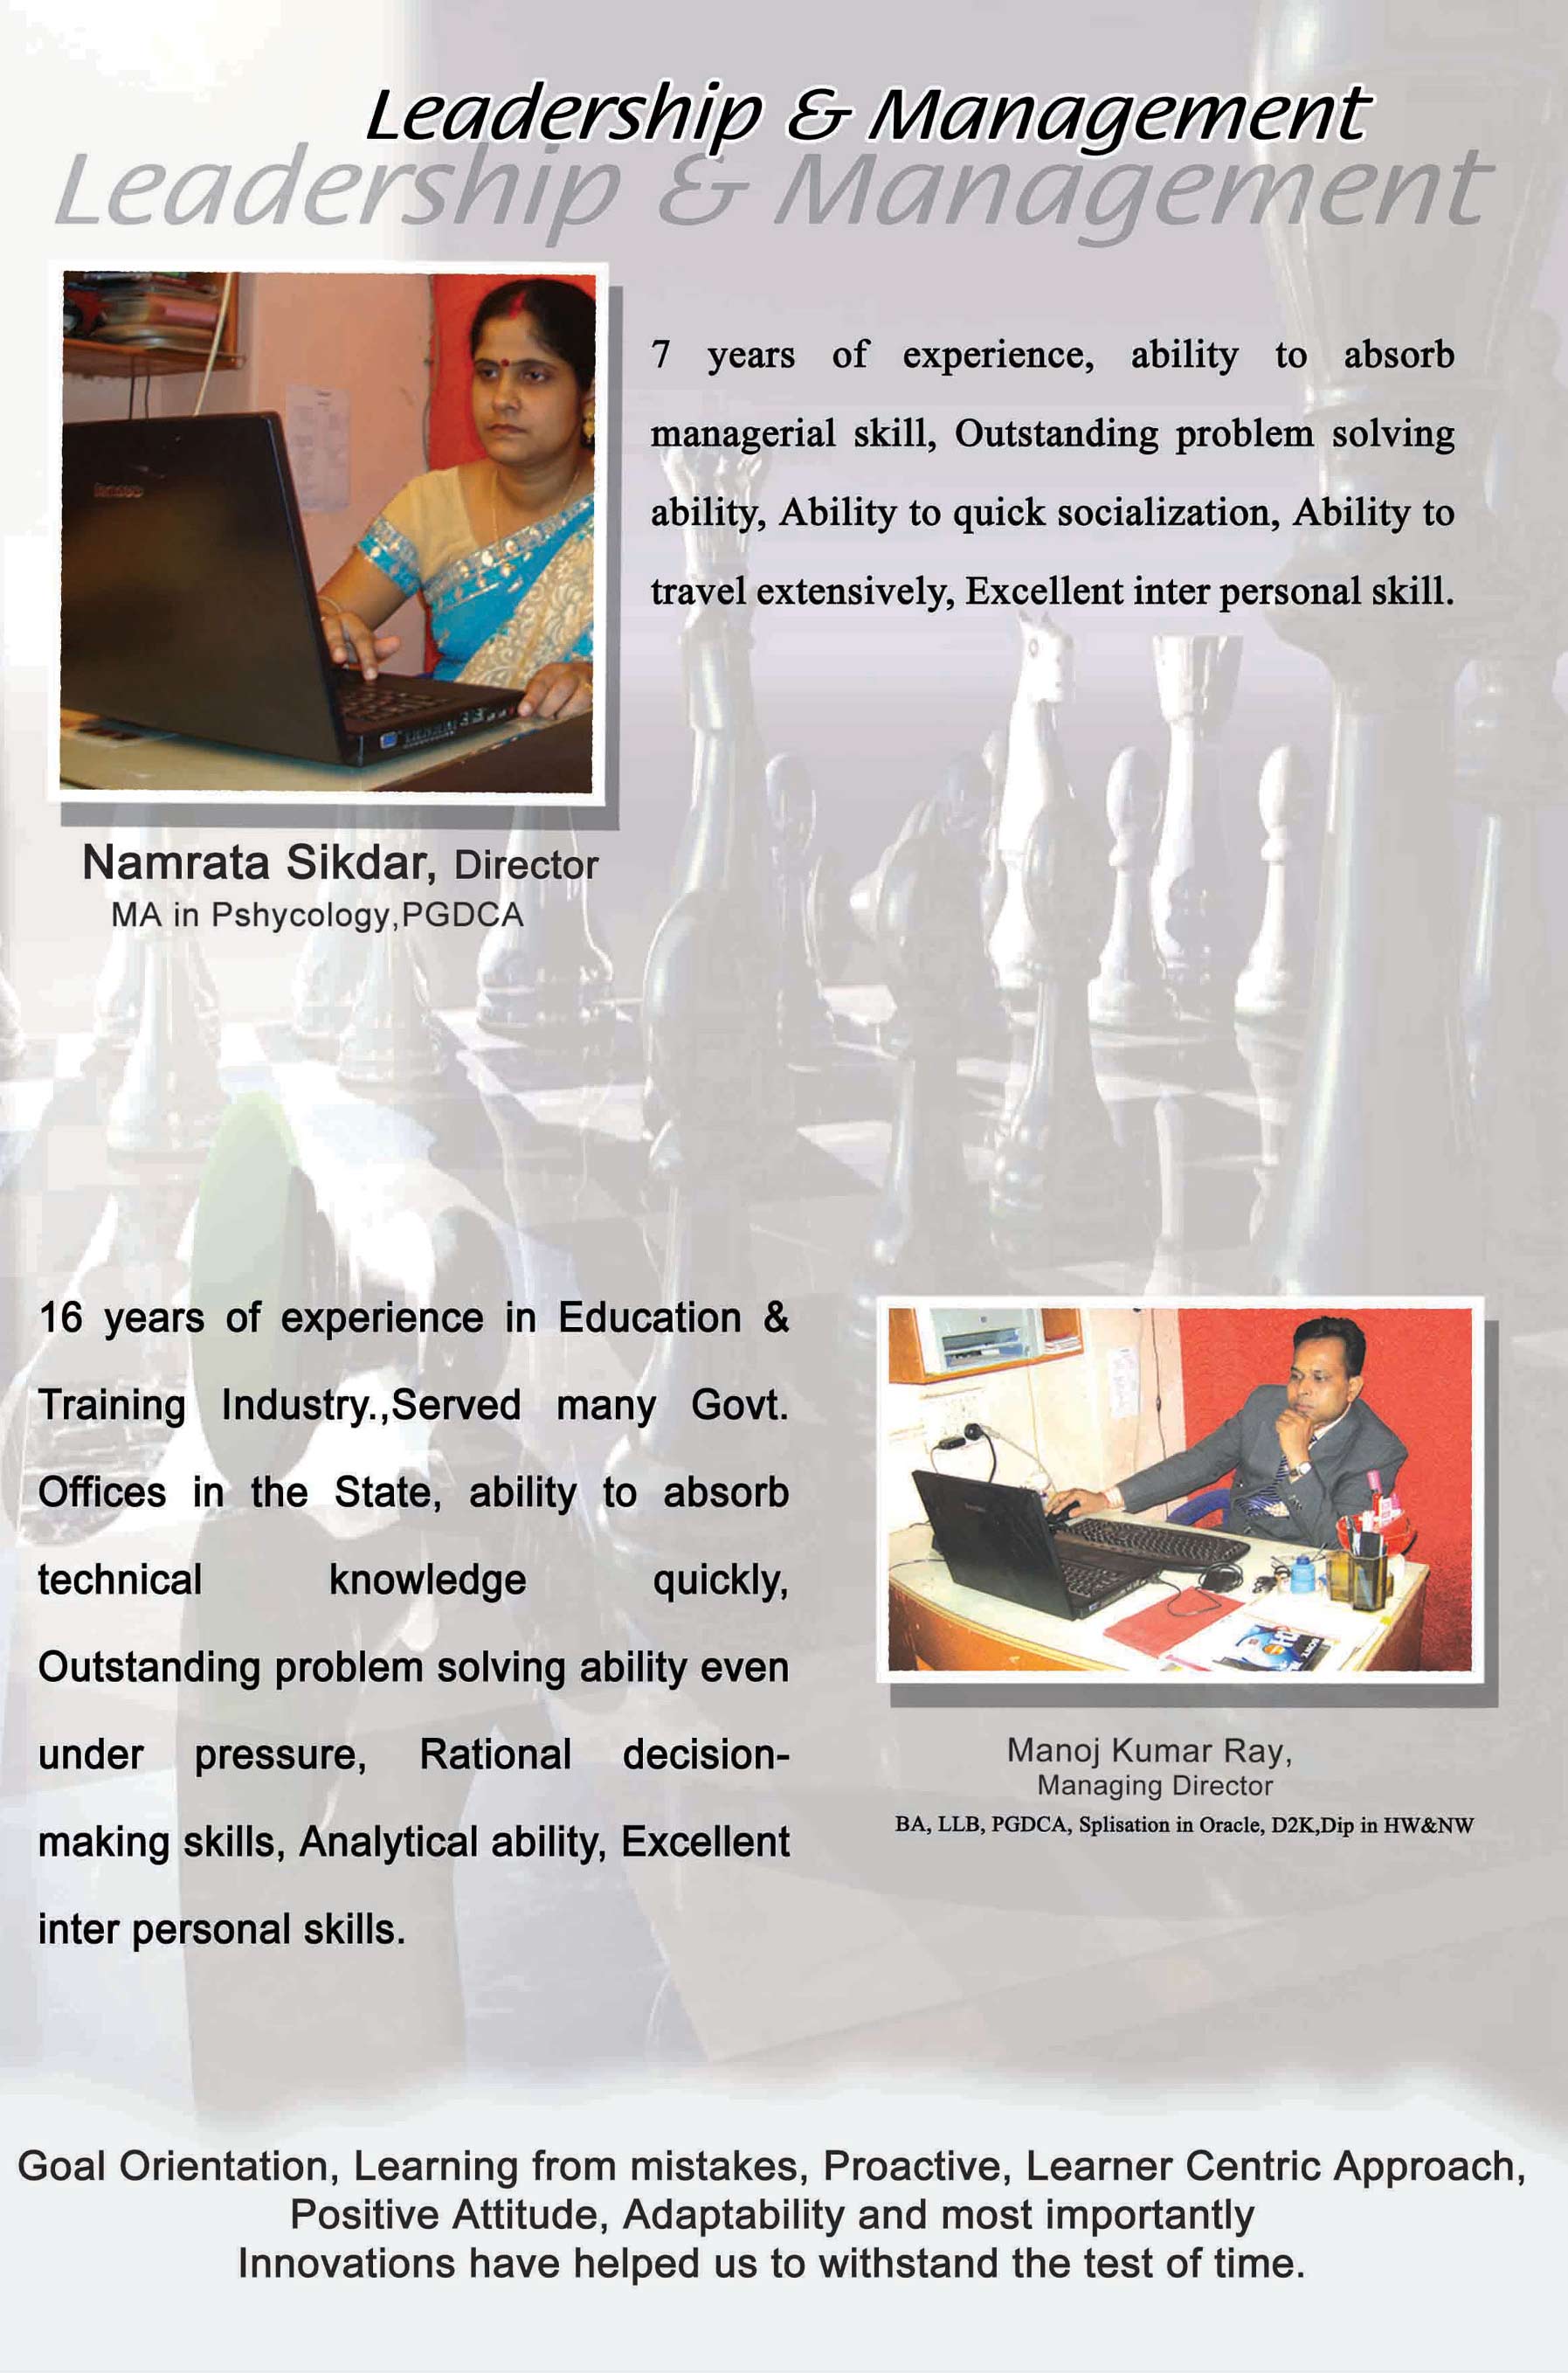 Leadership & Management
Leadership & Management
7 years of experience, ability to absorb
managerial skill, Outstanding problem solving
ability, Ability to quick socialization, Ability to
travel extensively, Excellent inter personal skill.
lenovo
Namrata Sikdar, Director
MA in Pshycology,PGDCA
16 years of experience in Education &
Training Industry.,Served many Govt.
Offices in the State, ability to absorb
technical knowledge quickly,
Outstanding problem solving ability even
under pressure, Rational decision-
making skills, Analytical ability, Excellent
inter personal skills.
Manoj Kumar Ray,
Managing Director
BA, LLB, PGDCA, Splisation in Oracle, D2K,Dip in HW&NW
Goal Orientation, Learning from mistakes, Proactive, Learner Centric Approach,
Positive Attitude, Adaptability and most importantly
Innovations have helped us to withstand the test of time.